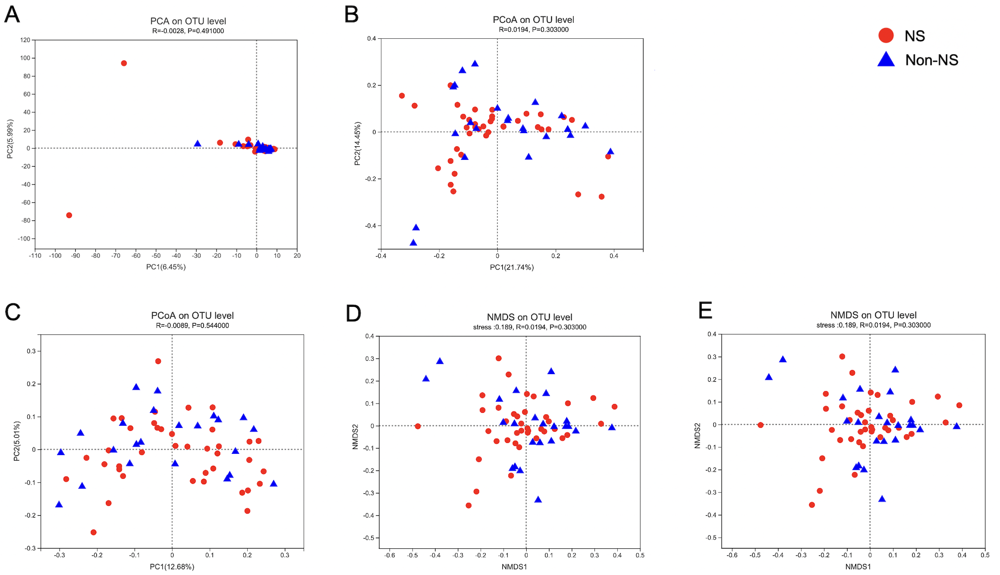 A
PCA on OTU level
R=-0.0028, P=0.491000
120
100
80
60
40
20
0
-20
-40
-60
-80
-100
PC2(5.99%)
-110 -100 -90 -80 -70 -60 -50 -40 -30 -20 -10 0 10 20
PC1(6.45%)
B
PCoA on OTU level
R=0.0194, P=0.303000
0.4
0.2
0
-0.2
-0.4
PC2(14.45%)
-0.4 -0.2 0 0.2 0.4
PC1(21.74%)
NS
Non-NS
C
PCoA on OTU level
R=-0.0089, P=0.544000
0.3
0.2
0.1
0
-0.1
-0.2
-0.3
PC2(5.01%)
-0.3 -0.2 -0.1 0 0.1 0.2 0.3
PC1(12.68%)
D
NMDS on OTU level
stress :0.189, R=0.0194, P=0.303000
0.4
0.3
0.2
0.1
0
-0.1
-0.2
-0.3
-0.4
-0.5
NMDS2
-0.6 -0.5 -0.4 -0.3 -0.2 -0.1 0 0.1 0.2 0.3 0.4 0.5
NMDS1
E
NMDS on OTU level
stress :0.189, R=0.0194, P=0.303000
0.4
0.3
0.2
0.1
0
-0.1
-0.2
-0.3
-0.4
-0.5
NMDS2
-0.6 -0.5 -0.4 -0.3 -0.2 -0.1 0 0.1 0.2 0.3 0.4 0.5
NMDS1